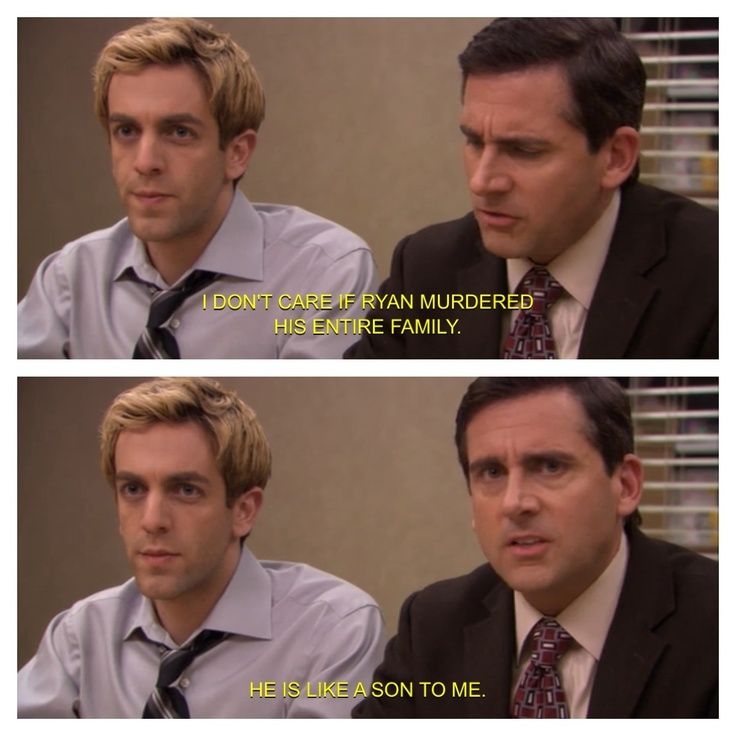 I DON'T CARE IF RYAN MURDERED
HIS ENTIRE FAMILY.
HE IS LIKE A SON TO ME.